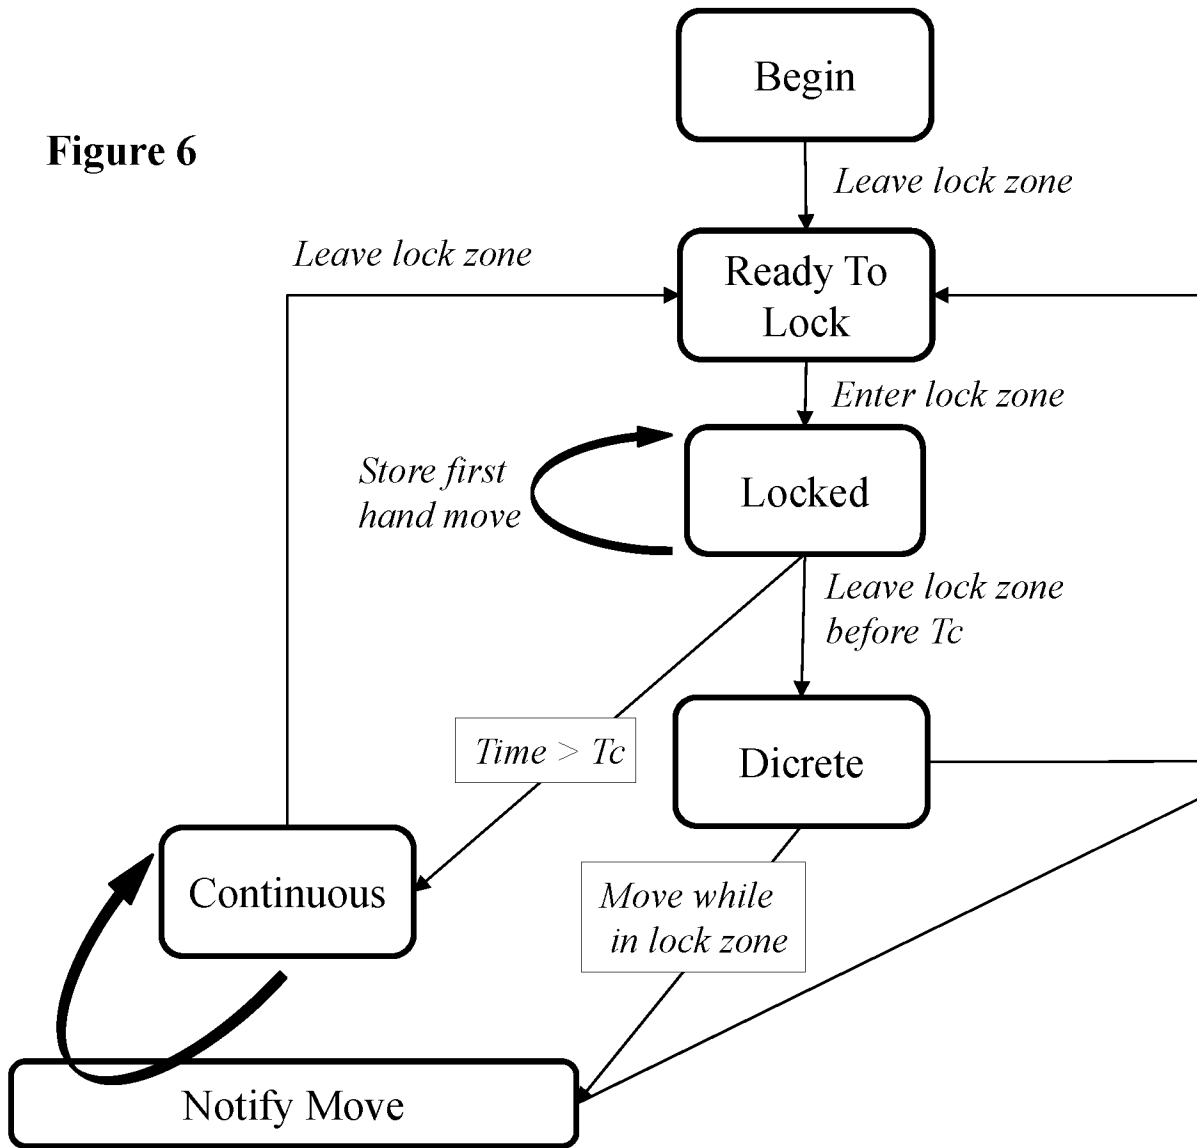 Begin
Figure 6
Leave lock zone
Leave lock zone
Ready To
Lock
Enter lock zone
Store first
hand move
Locked
Leave lock zone
before Tc
Time > Tc
Dicrete
Continuous
Move while
in lock zone
Notify Move